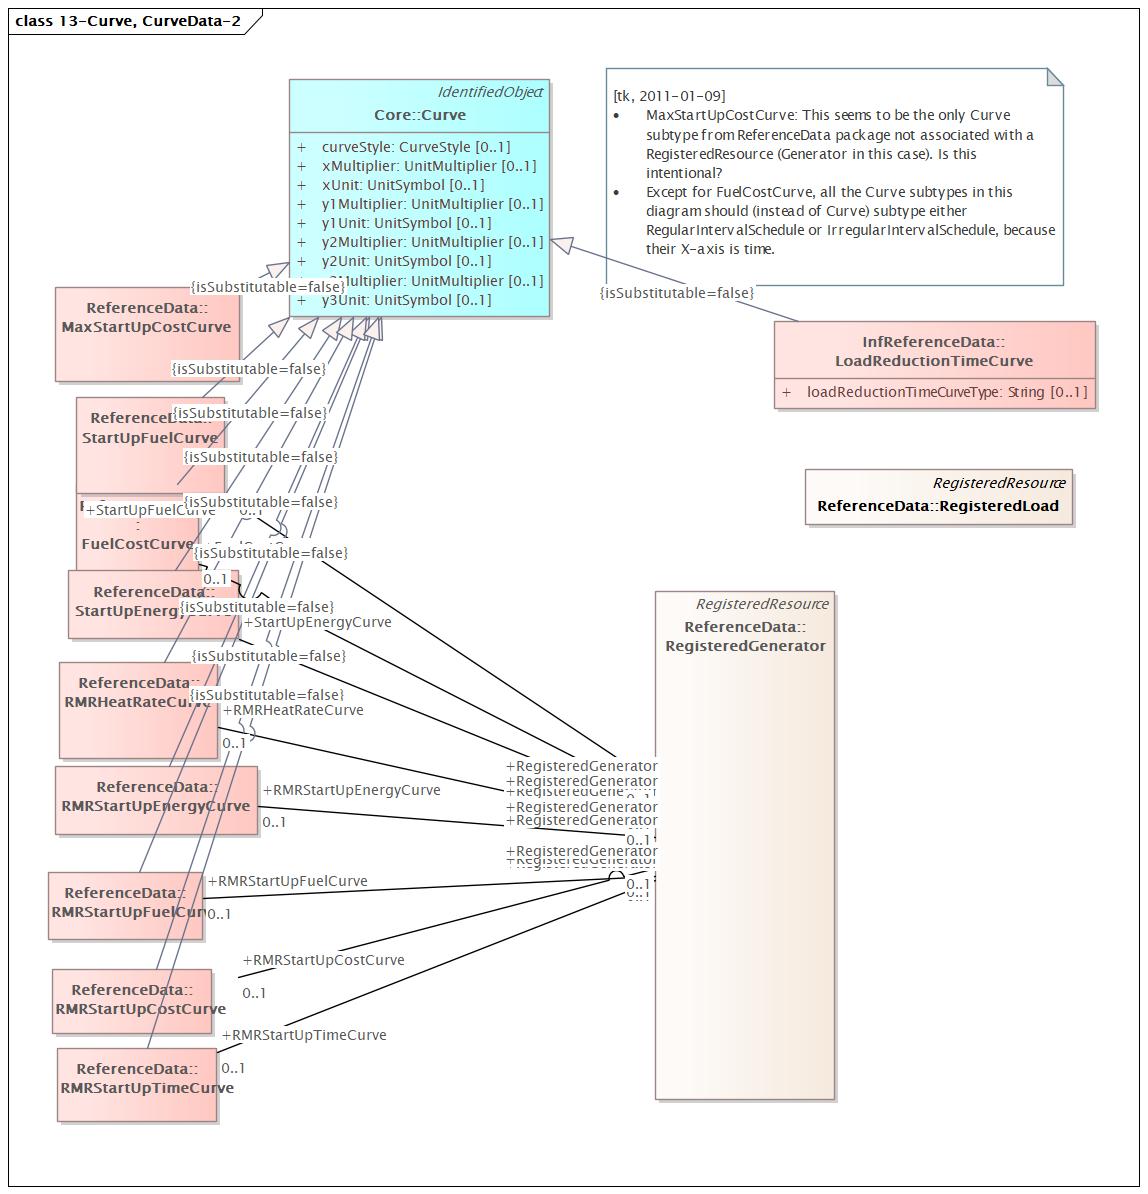 class 13-Curve, CurveData-2
IdentifiedObject
Core::Curve
+ curveStyle: CurveStyle [0..1]
+ xMultiplier: UnitMultiplier [0..1]
+ xUnit: UnitSymbol [0..1]
+ y1Multiplier: UnitMultiplier [0..1]
+ y1Unit: UnitSymbol [0..1]
+ y2Multiplier: UnitMultiplier [0..1]
+ y2Unit: UnitSymbol [0..1]
Multiplier: UnitMultiplier [0..1]
y3Unit: UnitSymbol [0..1]
[tk, 2011-01-09]
• MaxStartUpCostCurve: This seems to be the only Curve
subtype from ReferenceData package not associated with a
RegisteredResource (Generator in this case). Is this
intentional?
• Except for FuelCostCurve, all the Curve subtypes in this
diagram should (instead of Curve) subtype either
RegularIntervalSchedule or IrregularIntervalSchedule, because
their X-axis is time.
{isSubstitutable=false}
{isSubstitutable=false}
ReferenceData::
MaxStartUpCostCurve
InfReferenceData::
LoadReductionTimeCurve
+ loadReductionTimeCurveType: String [0..1]
{isSubstitutable=false}
ReferenceData::
StartUpFuelCurve
{isSubstitutable=false}
{isSubstitutable=false}
RegisteredResource
ReferenceData::RegisteredLoad
{isSubstitutable=false}
+StartUpFuelCurve
:
FuelCostCurve
{isSubstitutable=false}
0..1
ReferenceData::
StartUpEnergy
{isSubstitutable=false}
+StartUpEnergyCurve
RegisteredResource
ReferenceData::
RegisteredGenerator
{isSubstitutable=false}
ReferenceData::
RMRHeatRateCurve
{isSubstitutable=false}
+RMRHeatRateCurve
0..1
+RegisteredGenerator
+RegisteredGenerator
+RegisteredGenerator
+RegisteredGenerator
+RegisteredGenerator
ReferenceData::
RMRStartUpEnergyCurve
+RMRStartUpEnergyCurve
0..1
0..1
+RegisteredGenerator
+RegisteredGenerator
ReferenceData::
RMRStartUpFuelCur
+RMRStartUpFuelCurve
0..1
0..1
0..1
+RMRStartUpCostCurve
0..1
ReferenceData::
RMRStartUpCostCurve
+RMRStartUpTimeCurve
0..1
ReferenceData::
RMRStartUpTimeCurve